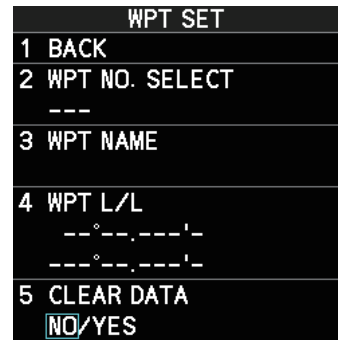 WPT SET
1 BACK
2 WPT NO. SELECT
---
3 WPT NAME
4 WPT L/L
--°--.---'-
---°--.---'-
5 CLEAR DATA
NO/YES